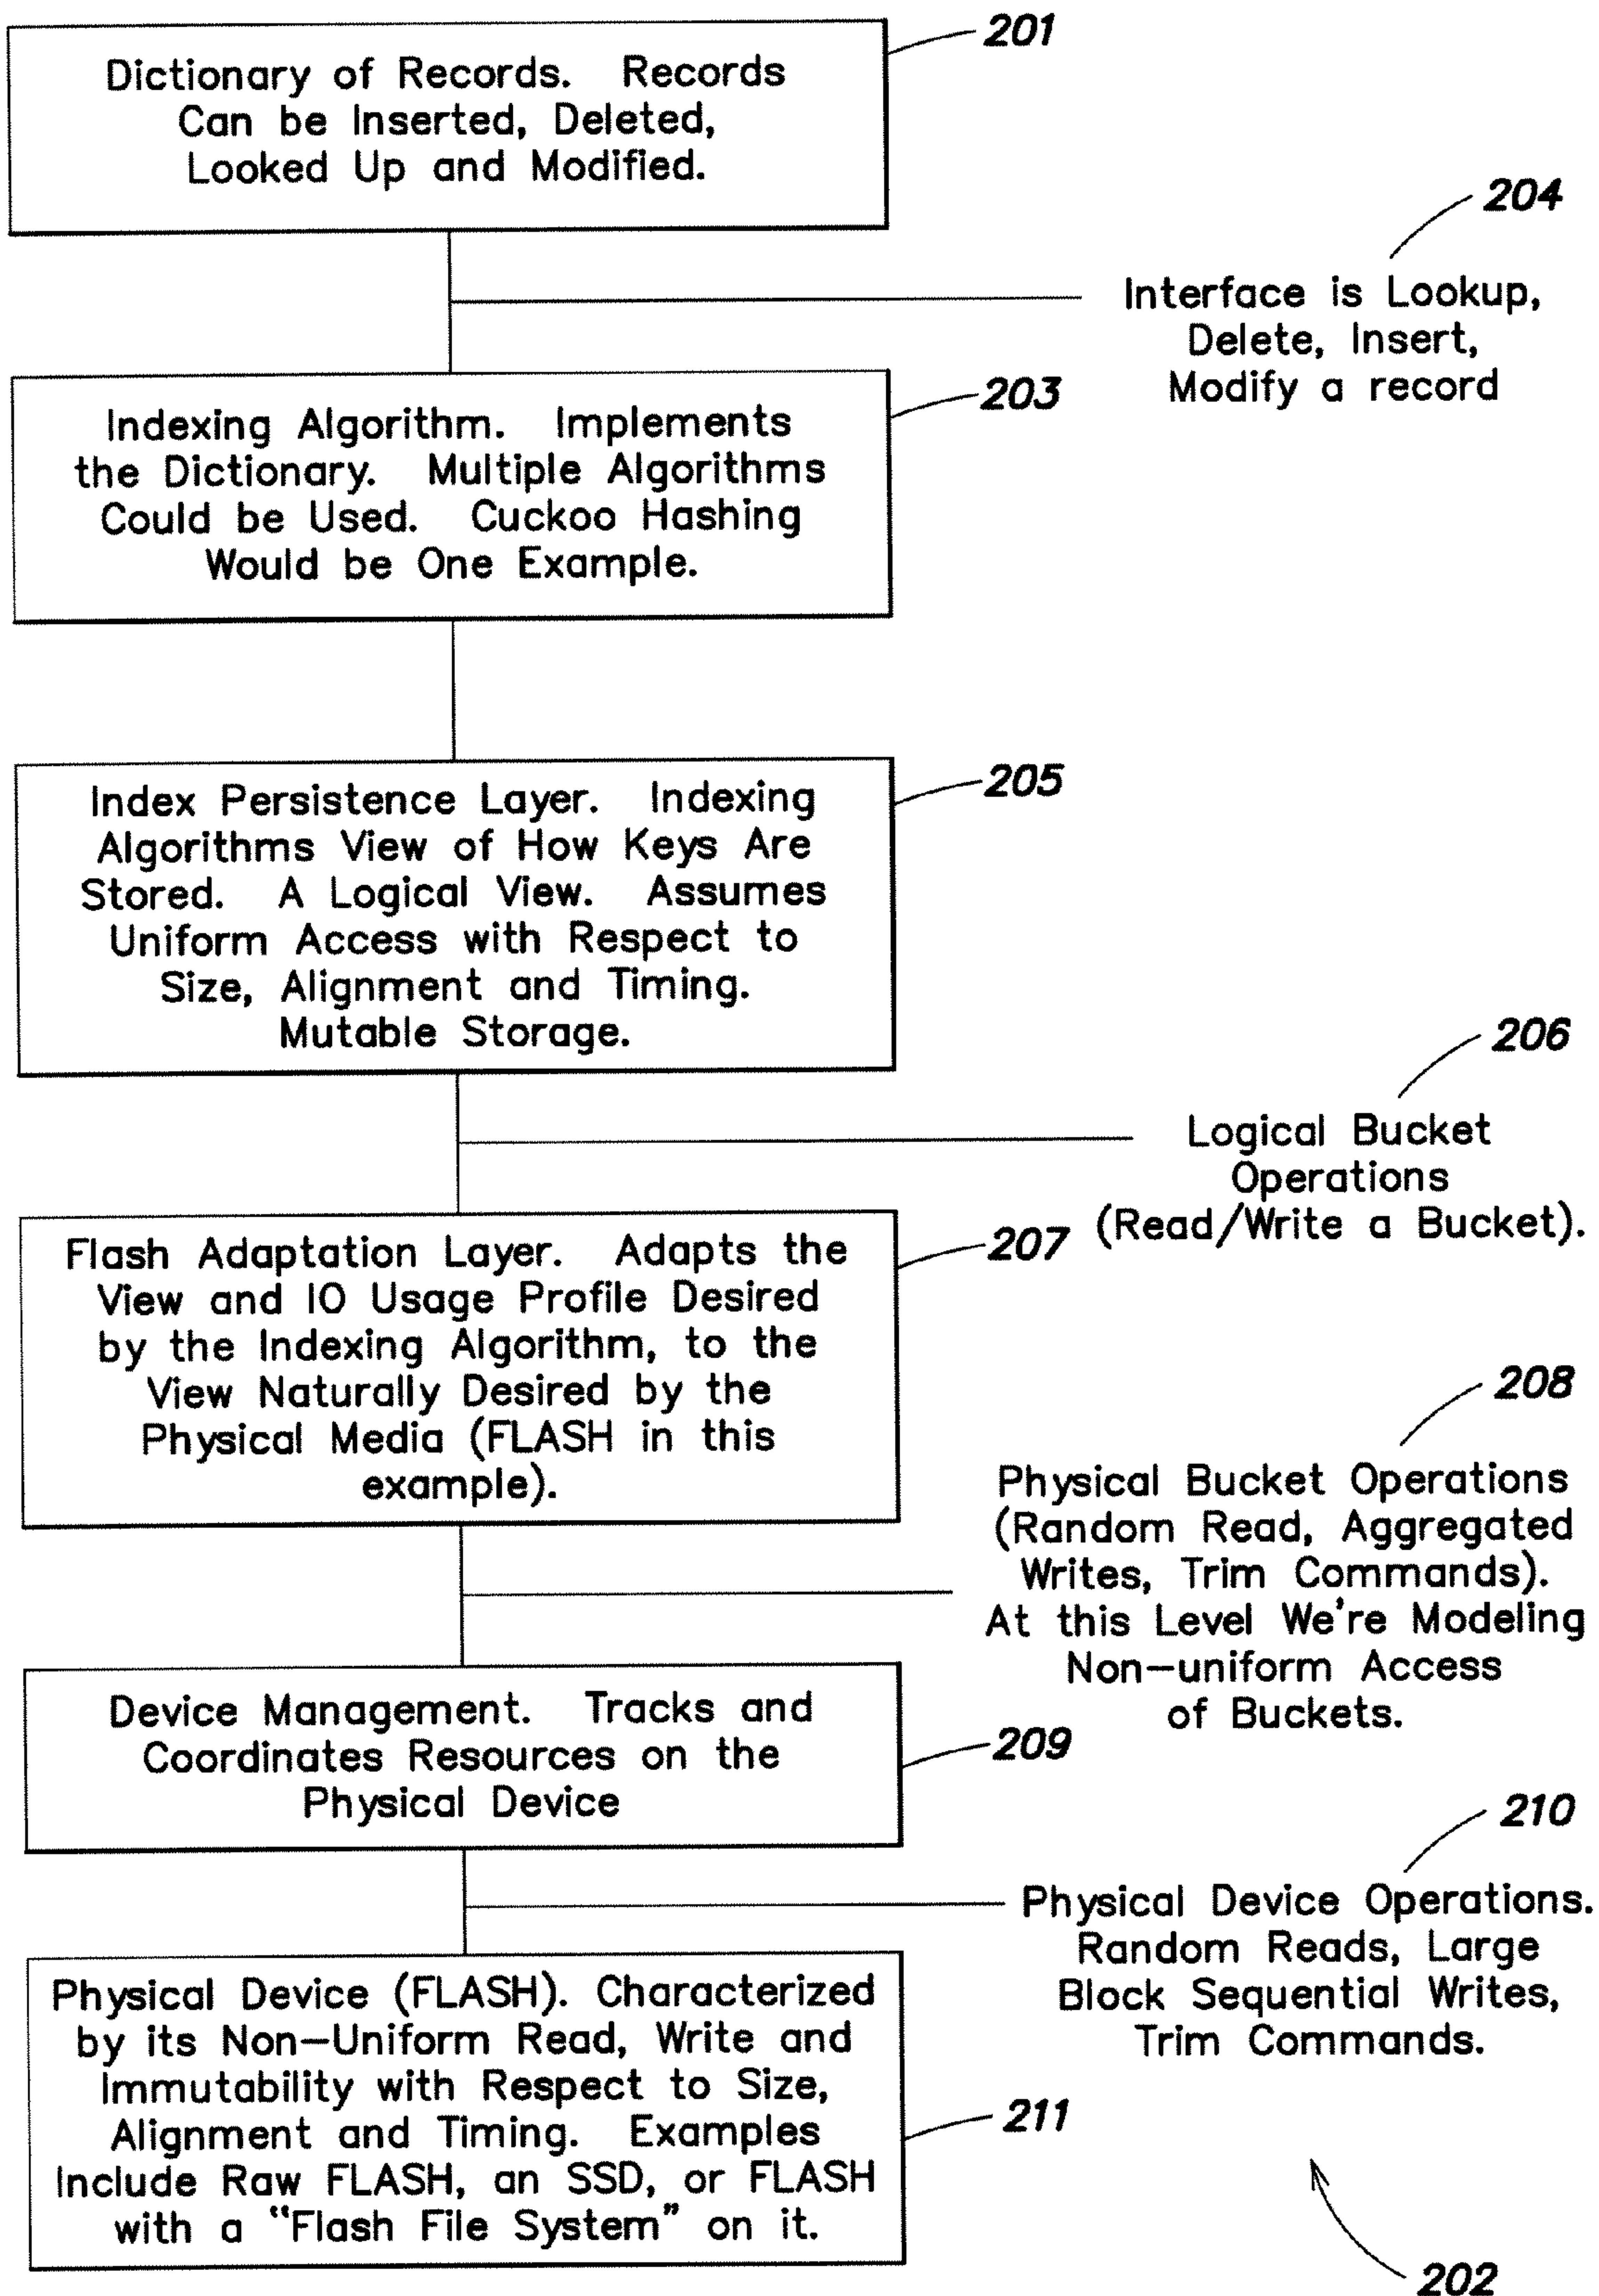 201
Dictionary of Records. Records
Can be Inserted, Deleted,
Looked Up and Modified.
204
Interface is Lookup,
Delete, Insert,
Modify a record
203
Indexing Algorithm. Implements
the Dictionary. Multiple Algorithms
Could be Used. Cuckoo Hashing
Would be One Example.
205
Index Persistence Layer. Indexing
Algorithms View of How Keys Are
Stored. A Logical View. Assumes
Uniform Access with Respect to
Size, Alignment and Timing.
Mutable Storage.
206
Logical Bucket
Operations
(Read/Write a Bucket).
207
Flash Adaptation Layer. Adapts the
View and IO Usage Profile Desired
by the Indexing Algorithm, to the
View Naturally Desired by the
Physical Media (FLASH in this
example).
208
Physical Bucket Operations
(Random Read, Aggregated
Writes, Trim Commands).
At this Level We're Modeling
Non-uniform Access
of Buckets.
209
Device Management. Tracks and
Coordinates Resources on the
Physical Device
210
Physical Device Operations.
Random Reads, Large
Block Sequential Writes,
Trim Commands.
211
Physical Device (FLASH). Characterized
by its Non-Uniform Read, Write and
Immutability with Respect to Size,
Alignment and Timing. Examples
Include Raw FLASH, an SSD, or FLASH
with a "Flash File System" on it.
202